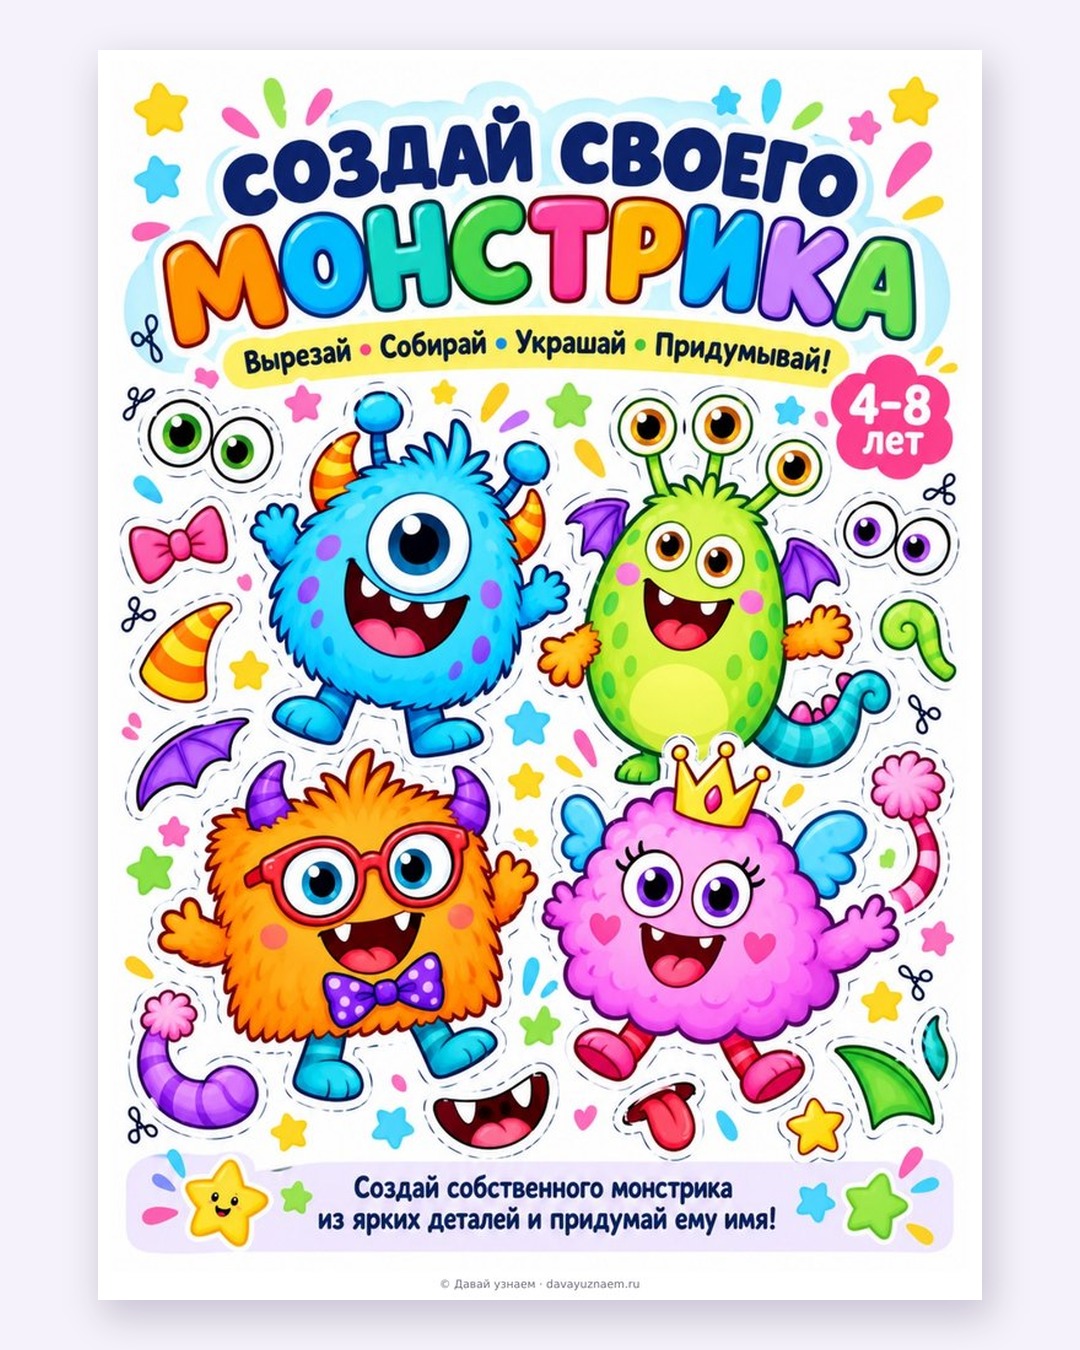 СОЗДАЙ СВОЕГО
МОНСТРИКА
Вырезай • Собирай • Украшай • Придумывай!
4-8
лет
Создай собственного монстрика
из ярких деталей и придумай ему имя!
© Давай узнаем · davayuznaem.ru